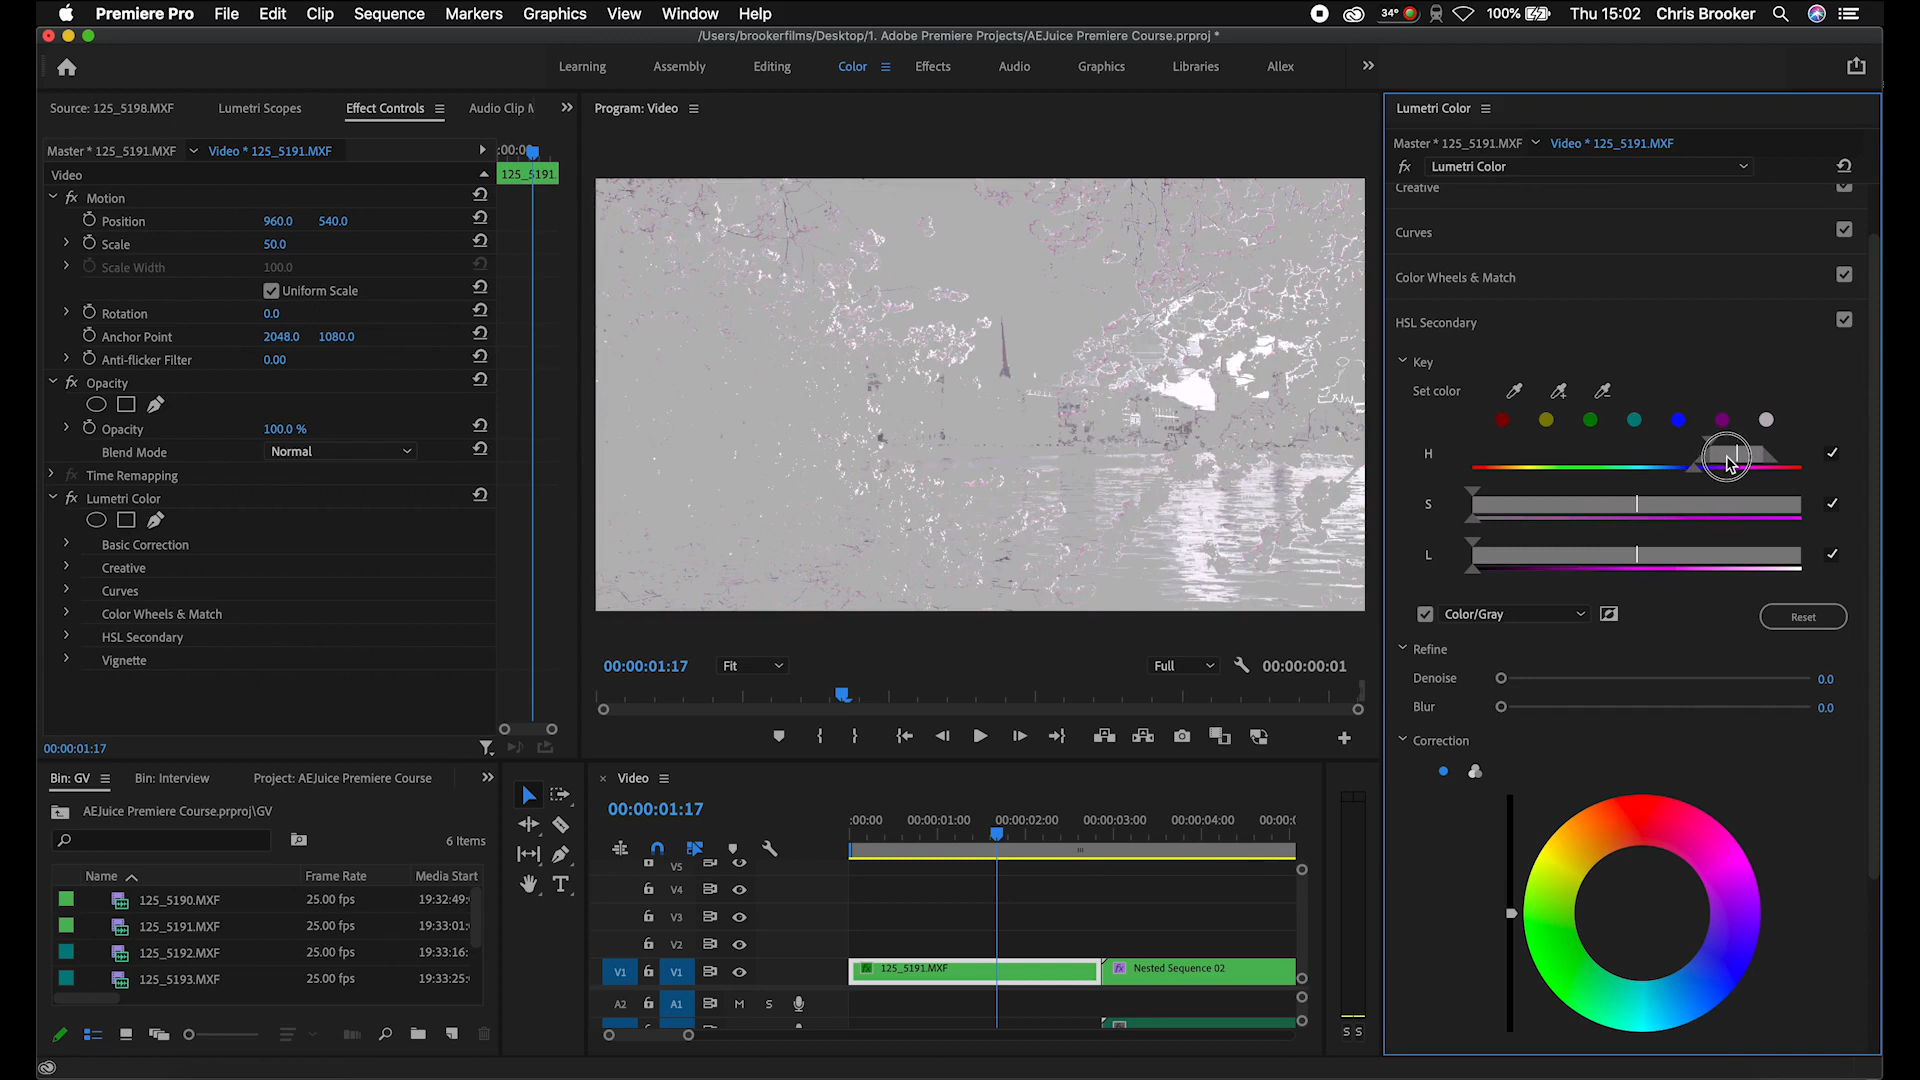 Premiere Pro File Edit Clip Sequence Markers Graphics View Window Help 34° 100% Thu 15:02 Chris Brooker
/Users/brookerfilms/Desktop/1. Adobe Premiere Projects/AEJuice Premiere Course.prproj *
Learning Assembly Editing Color Effects Audio Graphics Libraries Allex
Source: 125_5198.MXF Lumetri Scopes Effect Controls Audio Clip M
Master * 125_5191.MXF Video * 125_5191.MXF :00:00
Video 125_5191.
fx Motion
Position 960.0 540.0
Scale 50.0
Scale Width 100.0
Uniform Scale
Rotation 0.0
Anchor Point 2048.0 1080.0
Anti-flicker Filter 0.00
fx Opacity
Opacity 100.0 %
Blend Mode Normal
fx Time Remapping
fx Lumetri Color
Basic Correction
Creative
Curves
Color Wheels & Match
HSL Secondary
Vignette
00:00:01:17
Program: Video
00:00:01:17 Fit Full 00:00:00:01
Lumetri Color
Master * 125_5191.MXF Video * 125_5191.MXF
fx Lumetri Color
Creative
Curves
Color Wheels & Match
HSL Secondary
Key
Set color
H
S
L
Color/Gray Reset
Refine
Denoise 0.0
Blur 0.0
Correction
Bin: GV Bin: Interview Project: AEJuice Premiere Course
AEJuice Premiere Course.prproj\GV
6 Items
Name Frame Rate Media Start
125_5190.MXF 25.00 fps 19:32:49:
125_5191.MXF 25.00 fps 19:33:01:
125_5192.MXF 25.00 fps 19:33:16:
125_5193.MXF 25.00 fps 19:33:25:
× Video
00:00:01:17
:00:00 00:00:01:00 00:00:02:00 00:00:03:00 00:00:04:00 00:00:
V5
V4
V3
V2
V1 V1 fx 125_5191.MXF fx Nested Sequence 02
A2 A1 M S
S S